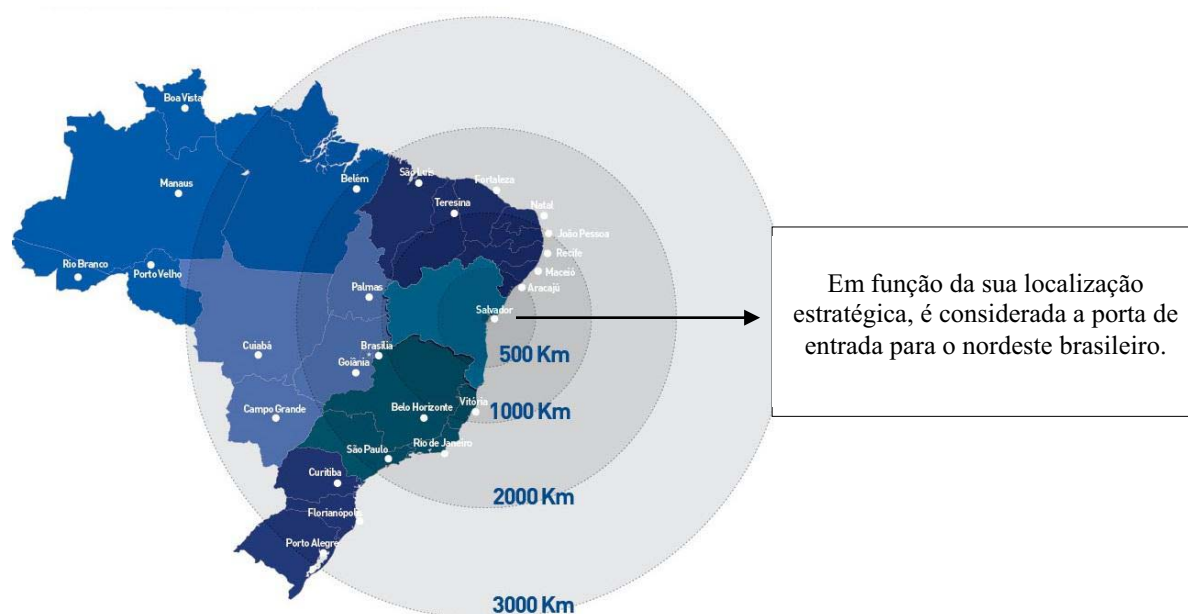 Boa Vista
Manaus
Belém
São Luis
Fortaleza
Teresina
Natal
João Pessoa
Recife
Maceió
Aracajú
Rio Branco
Porto Velho
Palmas
Salvador
Cuiabá
Brasília
Goiânia
500 Km
Campo Grande
Belo Horizonte
Vitória
1000 Km
São Paulo
Rio de Janeiro
Curitiba
2000 Km
Florianópolis
Porto Alegre
3000 Km
Em função da sua localização
estratégica, é considerada a porta de
entrada para o nordeste brasileiro.